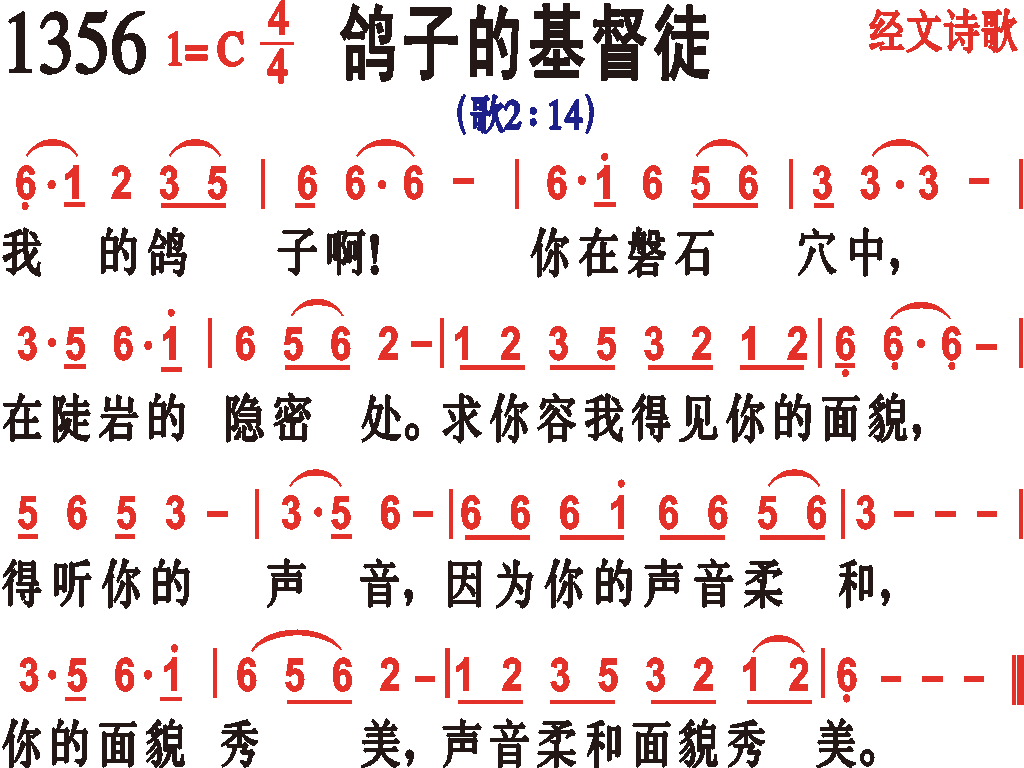 1356 1=C 4/4 鸽子的基督徒 经文诗歌
（歌2：14）
6·1 2 3 5 | 6 6·6 － | 6·1 6 5 6 | 3 3·3 － |
我 的鸽 子啊！ 你在磐石 穴中，
3·5 6·1 | 6 5 6 2－| 1 2 3 5 3 2 1 2 | 6 6·6－ |
在陡岩的 隐密 处。求你容我得见你的面貌，
5 6 5 3 － | 3·5 6－| 6 6 6 1 6 6 5 6 | 3 － － － |
得听你的 声 音，因为你的声音柔 和，
3·5 6·1 | 6 5 6 2－| 1 2 3 5 3 2 1 2 | 6 － － － ‖
你的面貌 秀 美，声音柔和面貌秀 美。